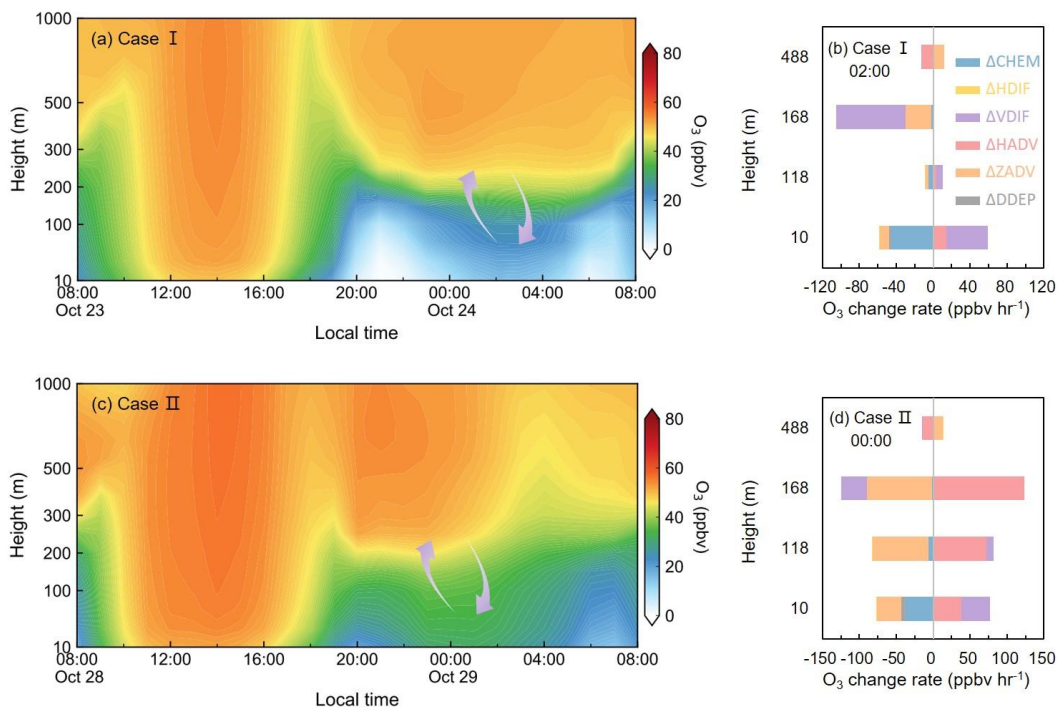 (a) Case Ⅰ
Height (m)
1000
500
300
200
100
10
08:00 12:00 16:00 20:00 00:00 04:00 08:00
Oct 23 Oct 24
Local time
80
60
40
20
0
O3 (ppbv)
(b) Case Ⅰ
02:00
ΔCHEM
ΔHDIF
ΔVDIF
ΔHADV
ΔZADV
ΔDDEP
Height (m)
488
168
118
10
-120 -80 -40 0 40 80 120
O3 change rate (ppbv hr-1)
(c) Case Ⅱ
Height (m)
1000
500
300
200
100
10
08:00 12:00 16:00 20:00 00:00 04:00 08:00
Oct 28 Oct 29
Local time
80
60
40
20
0
O3 (ppbv)
(d) Case Ⅱ
00:00
Height (m)
488
168
118
10
-150 -100 -50 0 50 100 150
O3 change rate (ppbv hr-1)